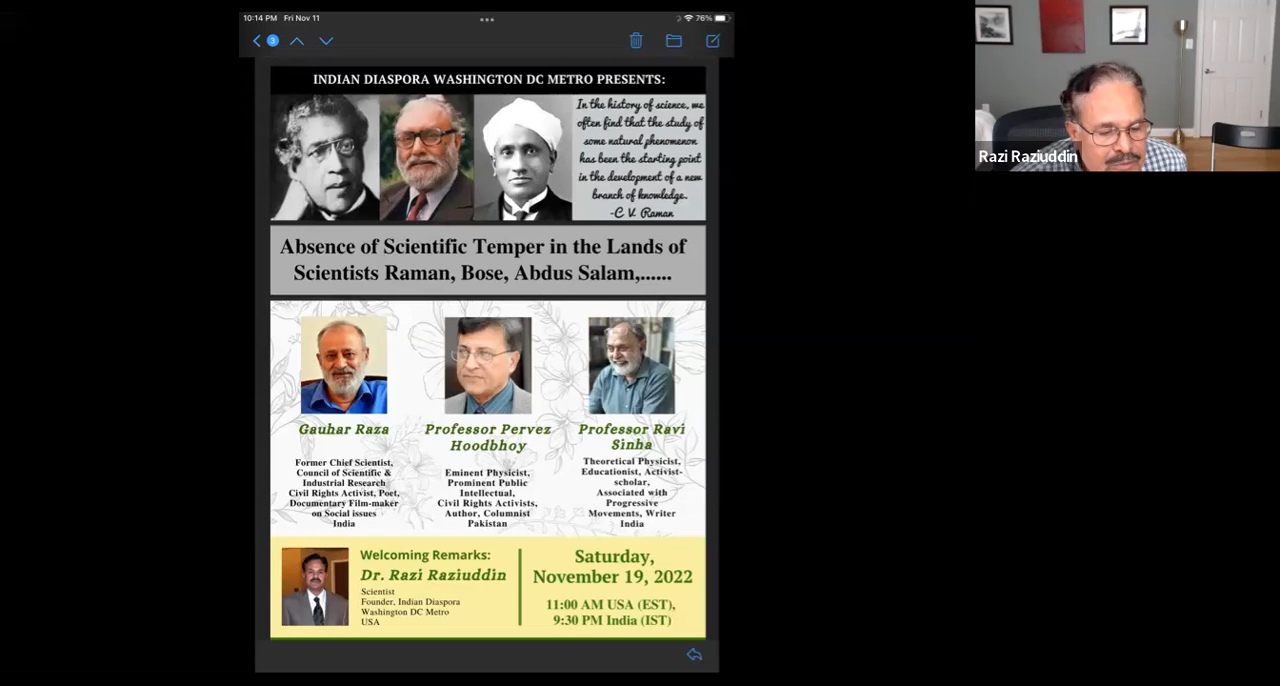 10:14 PM Fri Nov 11
76%
3
INDIAN DIASPORA WASHINGTON DC METRO PRESENTS:
In the history of science, we
often find that the study of
some natural phenomenon
has been the starting point
in the development of a new
branch of knowledge.
-C. V. Raman
Absence of Scientific Temper in the Lands of
Scientists Raman, Bose, Abdus Salam,......
Gauhar Raza
Former Chief Scientist,
Council of Scientific &
Industrial Research
Civil Rights Activist, Poet,
Documentary Film-maker
on Social issues
India
Professor Pervez
Hoodbhoy
Eminent Physicist,
Prominent Public
Intellectual,
Civil Rights Activists,
Author, Columnist
Pakistan
Professor Ravi
Sinha
Theoretical Physicist,
Educationist, Activist-
scholar,
Associated with
Progressive
Movements, Writer
India
Welcoming Remarks:
Dr. Razi Raziuddin
Scientist
Founder, Indian Diaspora
Washington DC Metro
USA
Saturday,
November 19, 2022
11:00 AM USA (EST),
9:30 PM India (IST)
Razi Raziuddin